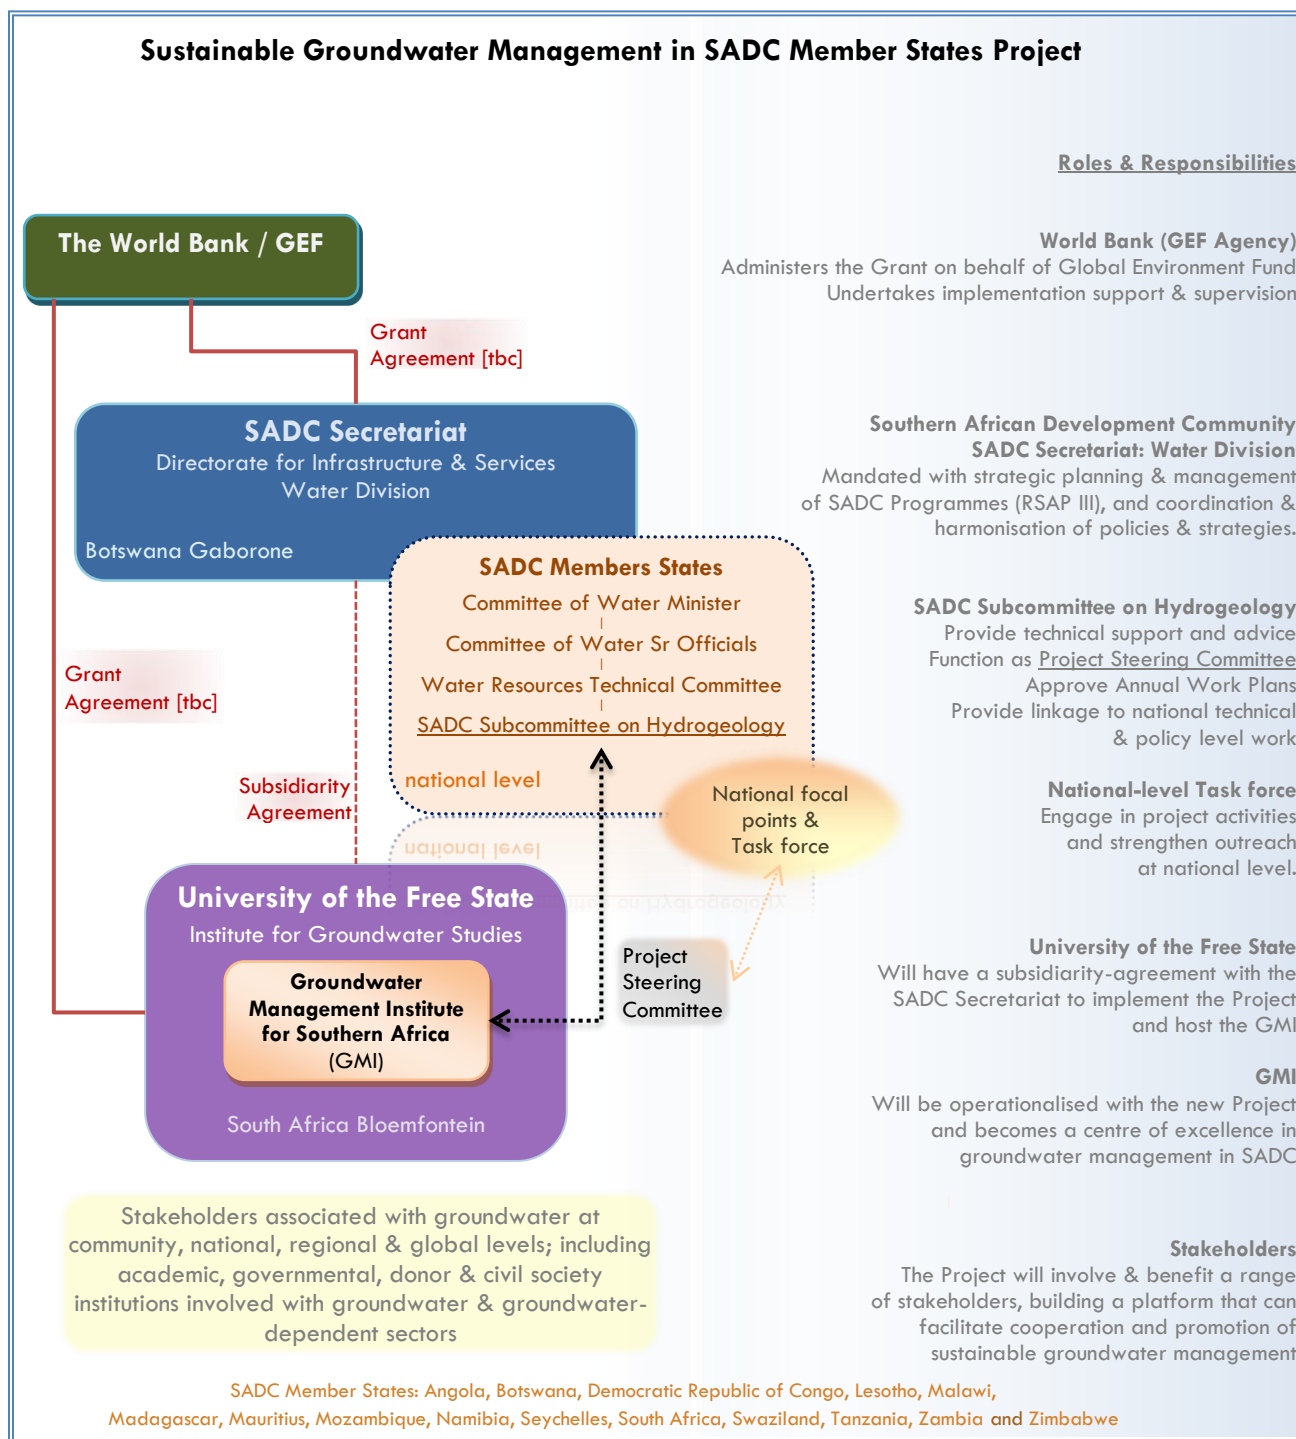 Sustainable Groundwater Management in SADC Member States Project
Roles & Responsibilities
The World Bank / GEF
World Bank (GEF Agency)
Administers the Grant on behalf of Global Environment Fund
Undertakes implementation support & supervision
Grant
Agreement [tbc]
SADC Secretariat
Directorate for Infrastructure & Services
Water Division
Botswana Gaborone
Southern African Development Community
SADC Secretariat: Water Division
Mandated with strategic planning & management
of SADC Programmes (RSAP III), and coordination &
harmonisation of policies & strategies.
SADC Members States
Committee of Water Minister
Committee of Water Sr Officials
Water Resources Technical Committee
SADC Subcommittee on Hydrogeology
national level
SADC Subcommittee on Hydrogeology
Provide technical support and advice
Function as Project Steering Committee
Approve Annual Work Plans
Provide linkage to national technical
& policy level work
Grant
Agreement [tbc]
Subsidiarity
Agreement
National focal
points &
Task force
National-level Task force
Engage in project activities
and strengthen outreach
at national level.
national level
University of the Free State
Institute for Groundwater Studies
Groundwater
Management Institute
for Southern Africa
(GMI)
South Africa Bloemfontein
Project
Steering
Committee
University of the Free State
Will have a subsidiarity-agreement with the
SADC Secretariat to implement the Project
and host the GMI
GMI
Will be operationalised with the new Project
and becomes a centre of excellence in
groundwater management in SADC
Stakeholders associated with groundwater at
community, national, regional & global levels; including
academic, governmental, donor & civil society
institutions involved with groundwater & groundwater-
dependent sectors
Stakeholders
The Project will involve & benefit a range
of stakeholders, building a platform that can
facilitate cooperation and promotion of
sustainable groundwater management
SADC Member States: Angola, Botswana, Democratic Republic of Congo, Lesotho, Malawi,
Madagascar, Mauritius, Mozambique, Namibia, Seychelles, South Africa, Swaziland, Tanzania, Zambia and Zimbabwe